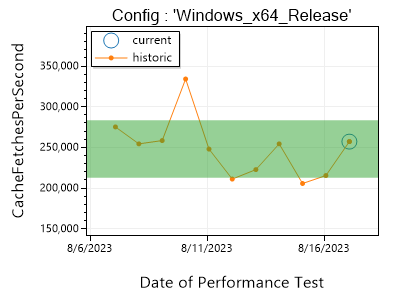 Config : 'Windows_x64_Release'
current
historic
CacheFetchesPerSecond
350,000
300,000
250,000
200,000
150,000
8/6/2023
8/11/2023
8/16/2023
Date of Performance Test